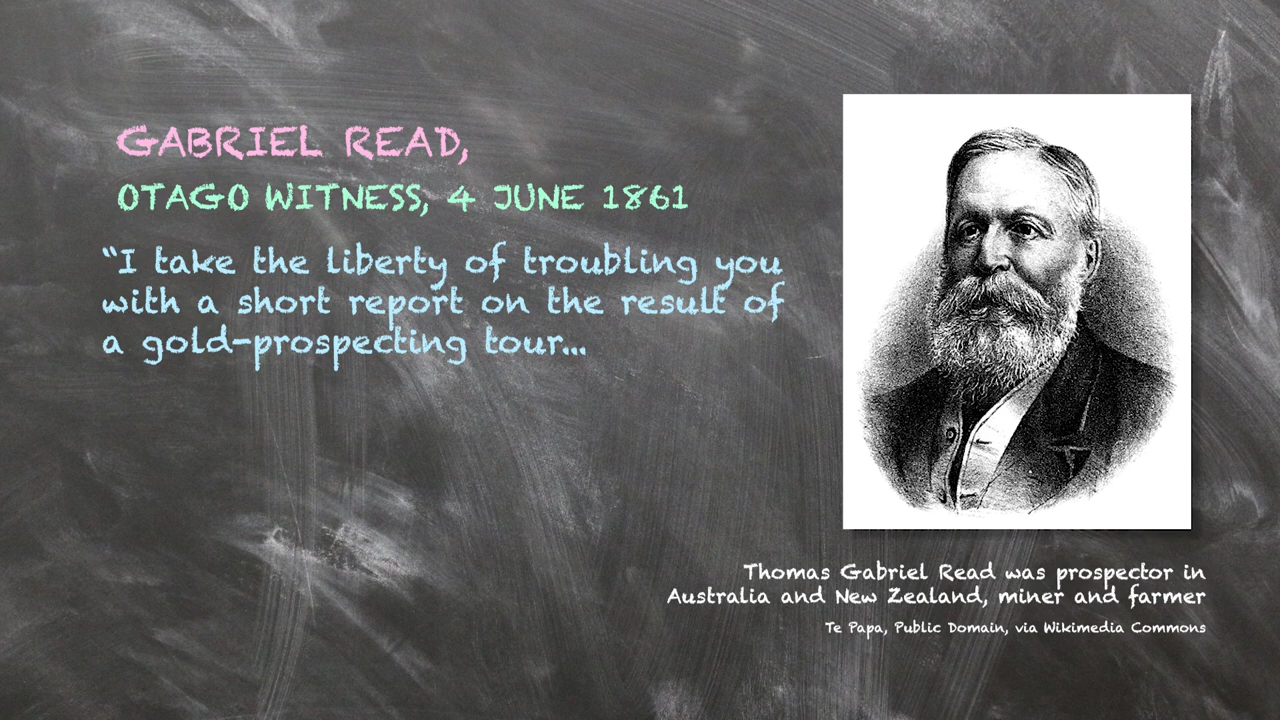 GABRIEL READ,
OTAGO WITNESS, 4 JUNE 1861
“I take the liberty of troubling you
with a short report on the result of
a gold-prospecting tour...
Thomas Gabriel Read was prospector in
Australia and New Zealand, miner and farmer
Te Papa, Public Domain, via Wikimedia Commons